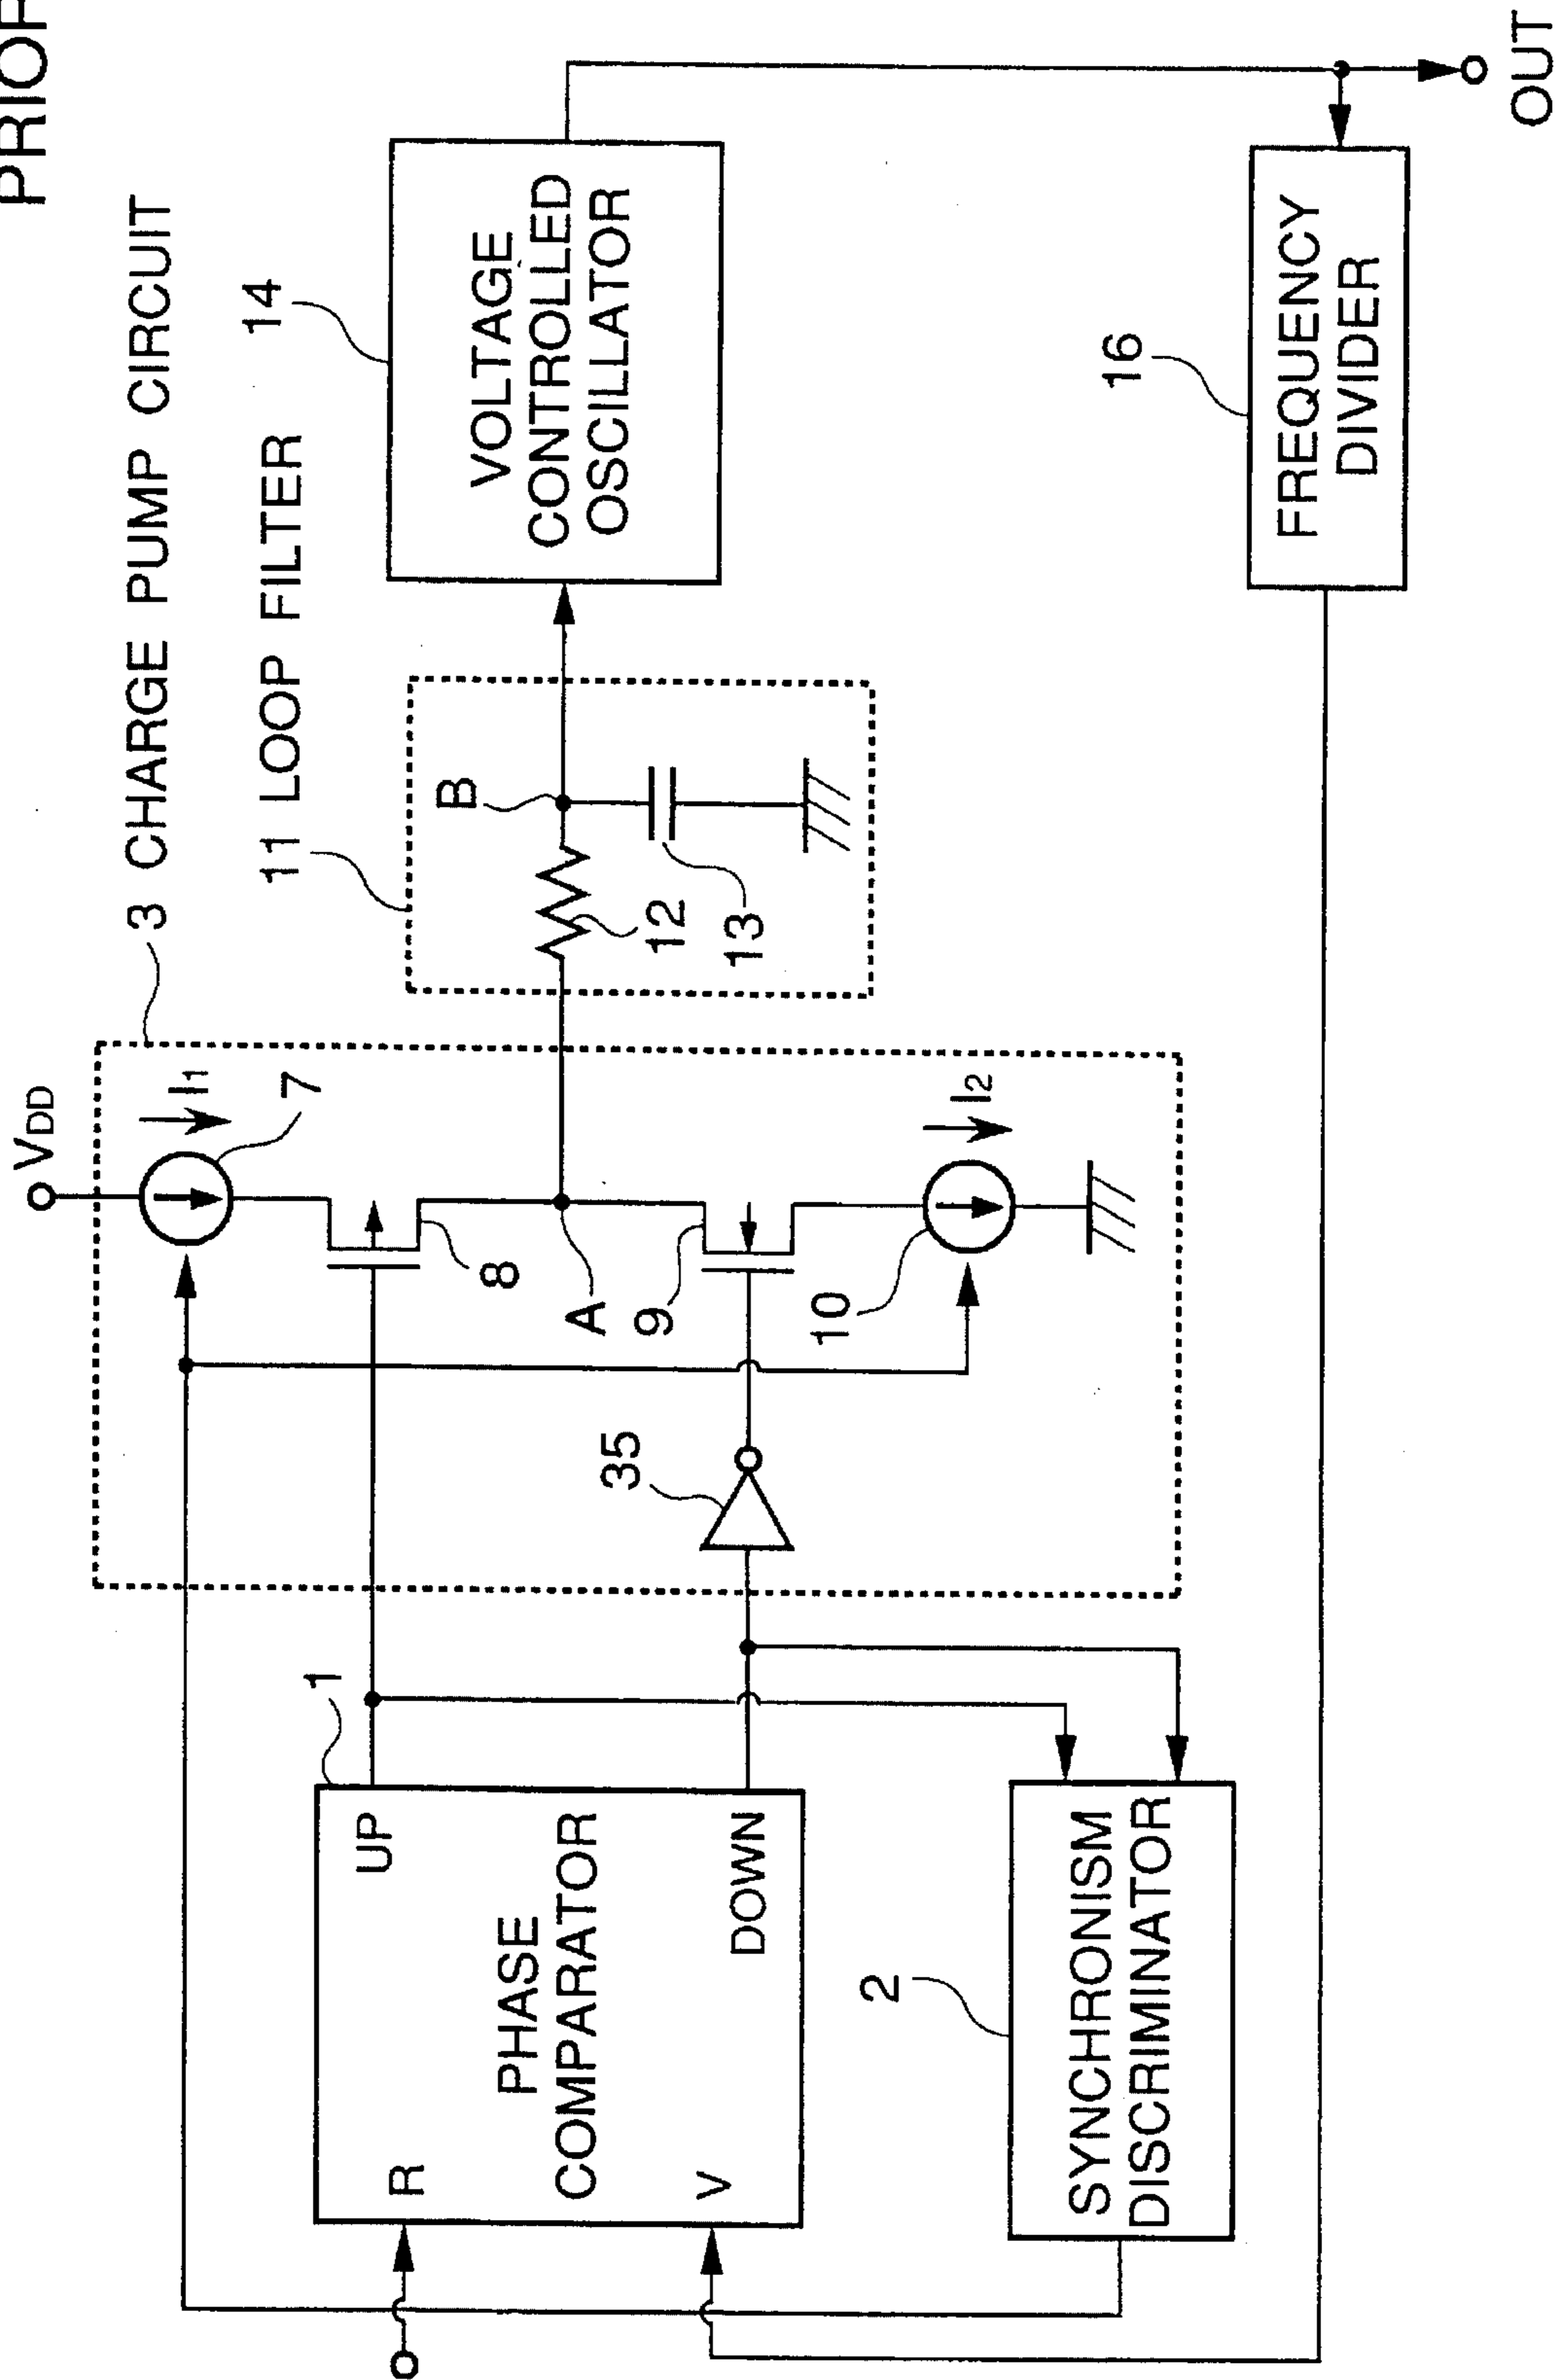 PRIOR
3 CHARGE PUMP CIRCUIT
11 LOOP FILTER
14
VOLTAGE
CONTROLLED
OSCILLATOR
VDD
I1
7
8
A
9
10
I2
35
B
12
13
1
UP
PHASE
COMPARATOR
DOWN
R
V
2
SYNCHRONISM
DISCRIMINATOR
16
FREQUENCY
DIVIDER
OUT